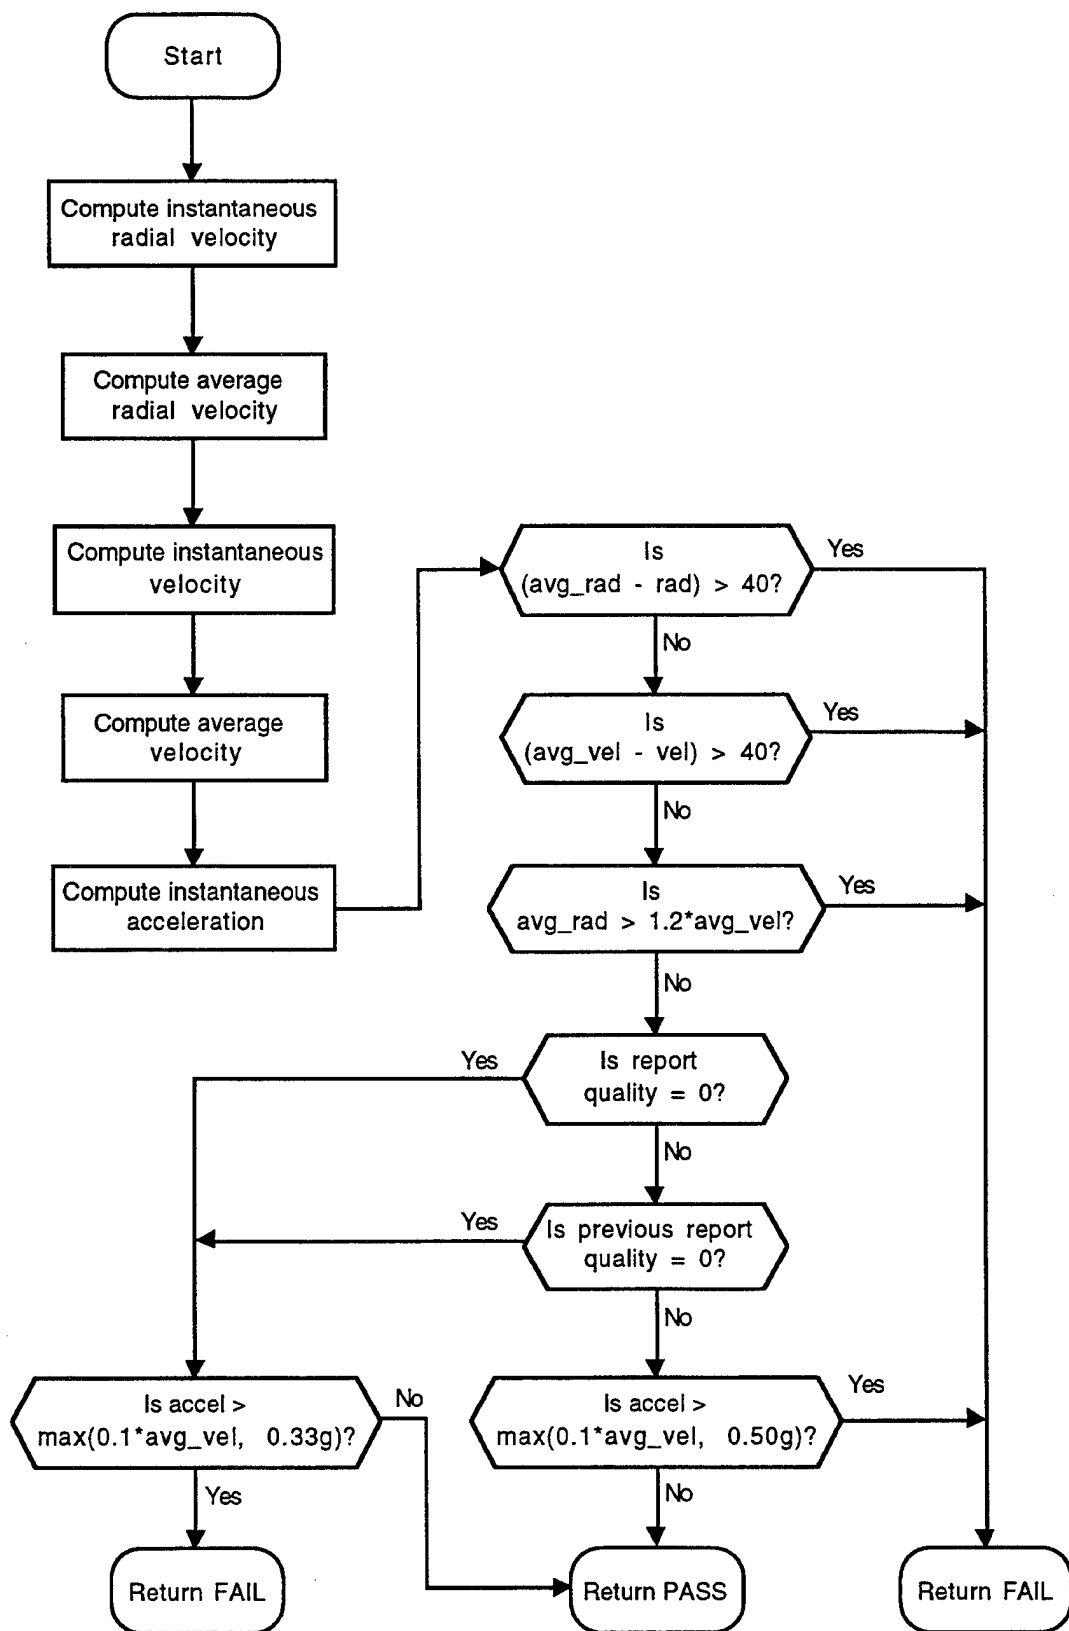 Start
Compute instantaneous
radial velocity
Compute average
radial velocity
Compute instantaneous
velocity
Compute average
velocity
Compute instantaneous
acceleration
Is
(avg_rad - rad) > 40?
Yes
No
Is
(avg_vel - vel) > 40?
Yes
No
Is
avg_rad > 1.2*avg_vel?
Yes
No
Is report
quality = 0?
Yes
No
Is previous report
quality = 0?
Yes
No
Is accel >
max(0.1*avg_vel, 0.33g)?
No
Yes
Is accel >
max(0.1*avg_vel, 0.50g)?
Yes
No
Return FAIL
Return PASS
Return FAIL